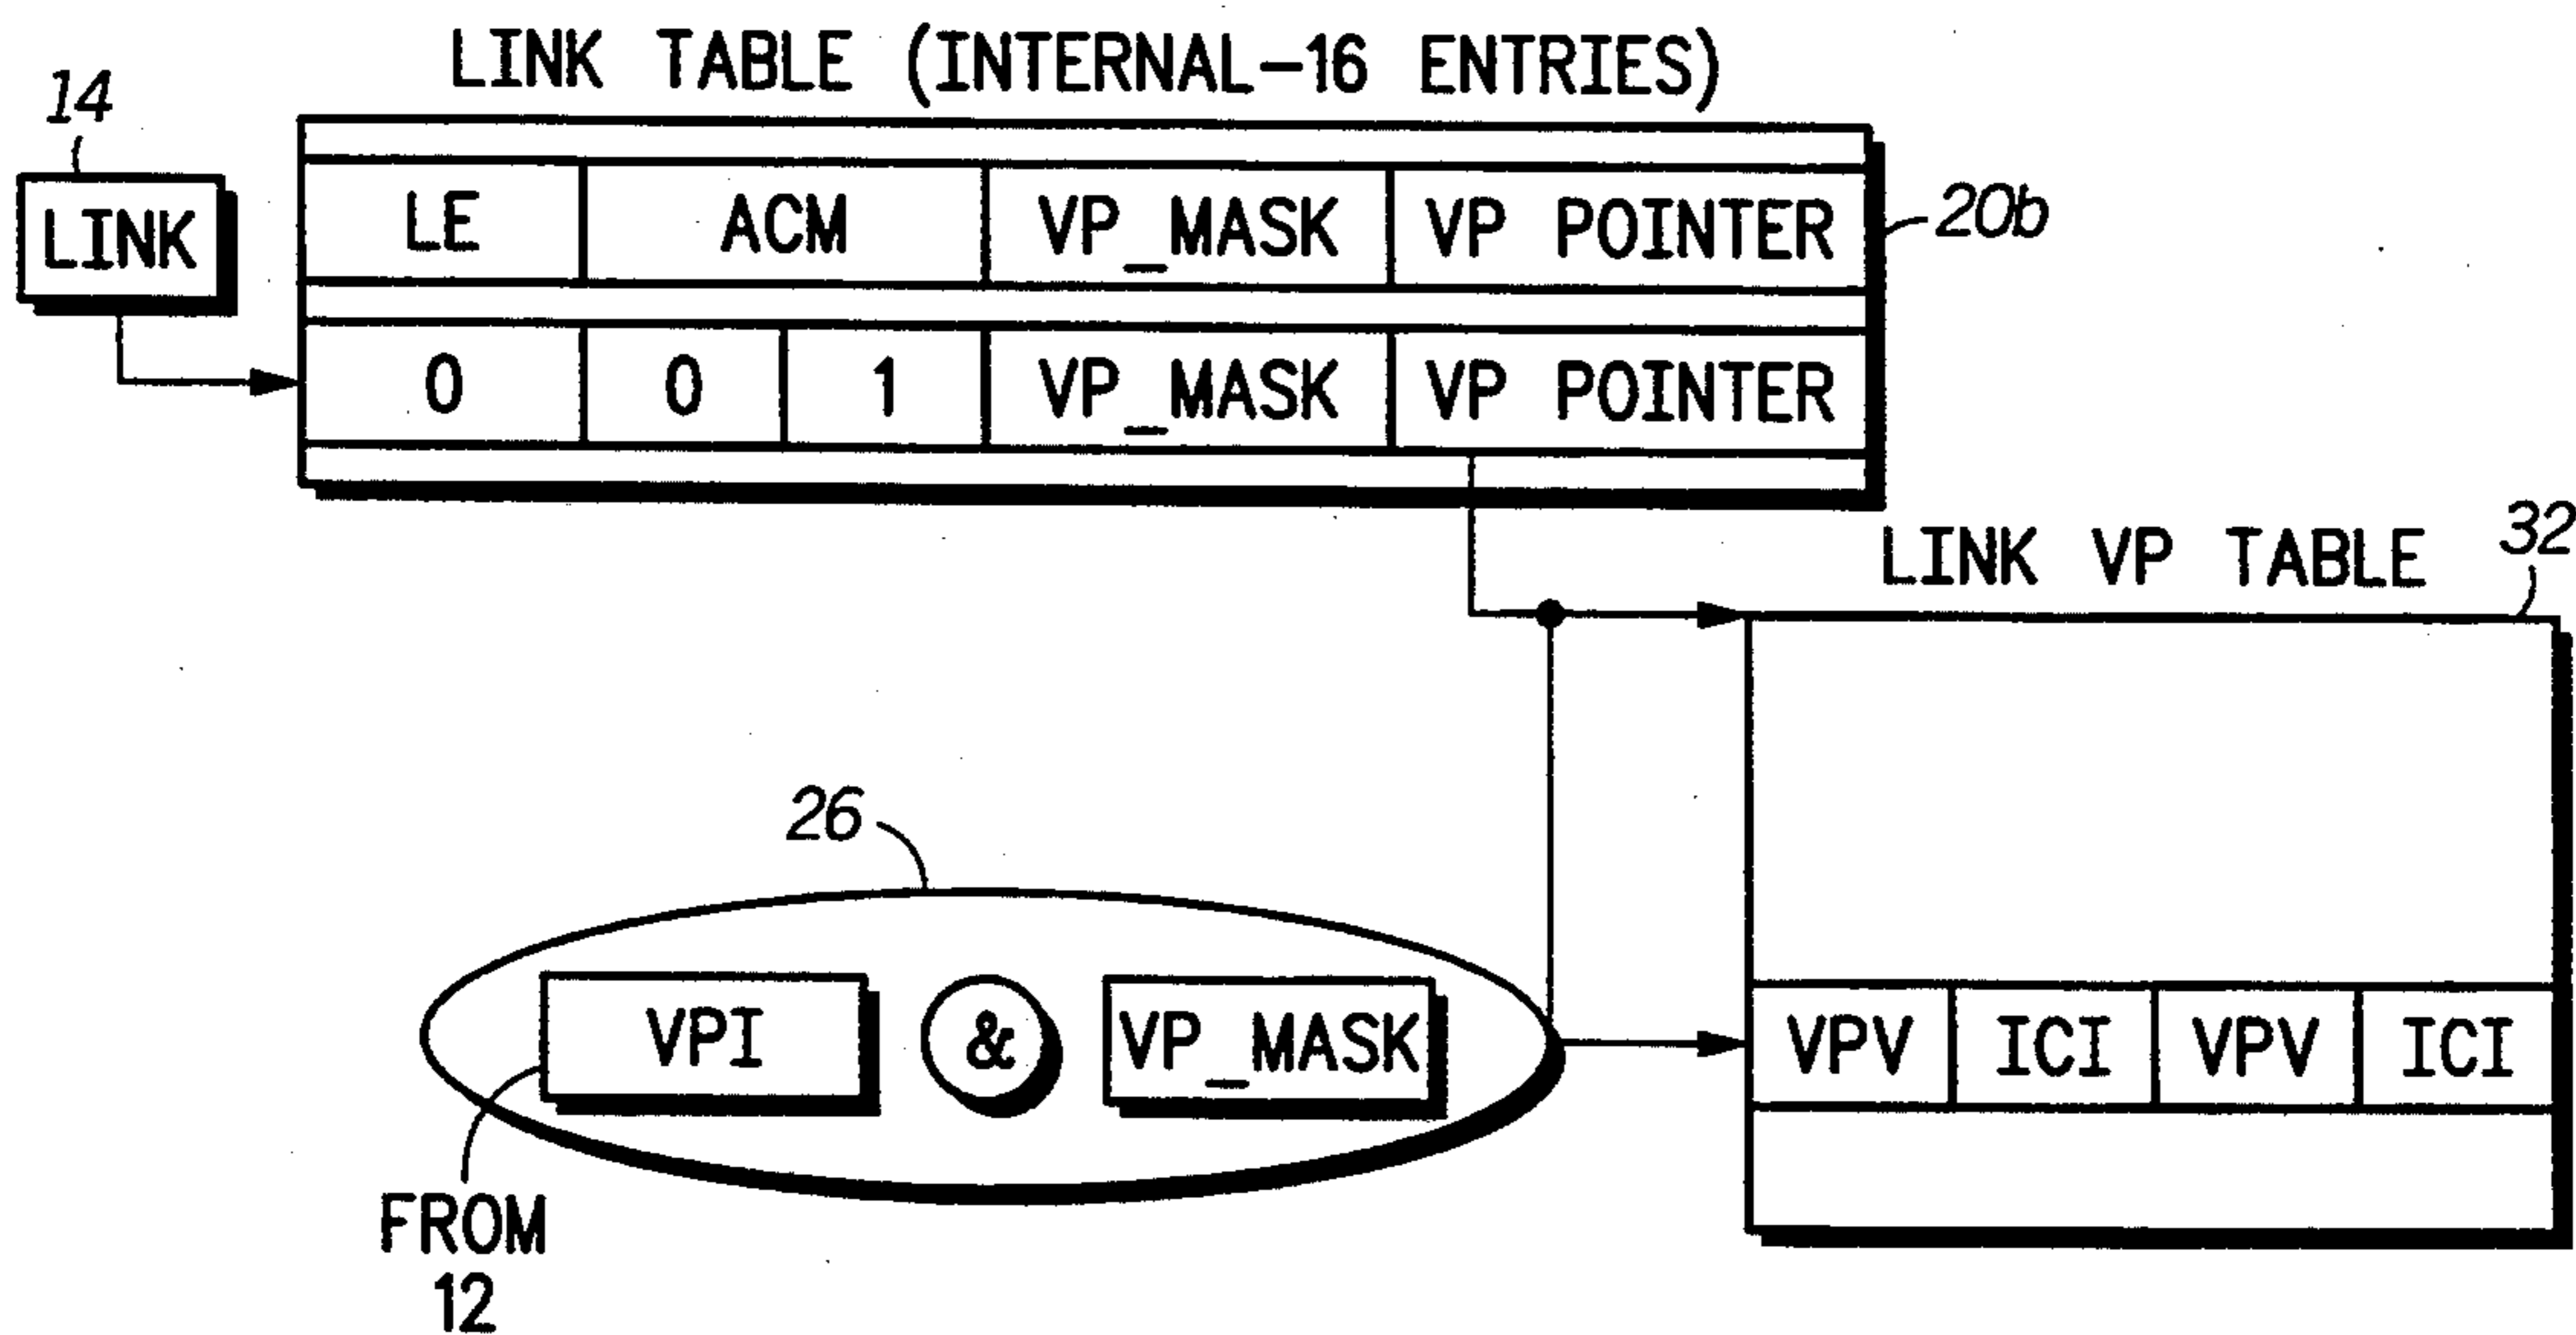 LINK TABLE (INTERNAL-16 ENTRIES)
14
LINK
LE ACM VP_MASK VP POINTER
20b
0 0 1 VP_MASK VP POINTER
LINK VP TABLE
32
26
VPI & VP_MASK
VPV ICI VPV ICI
FROM
12